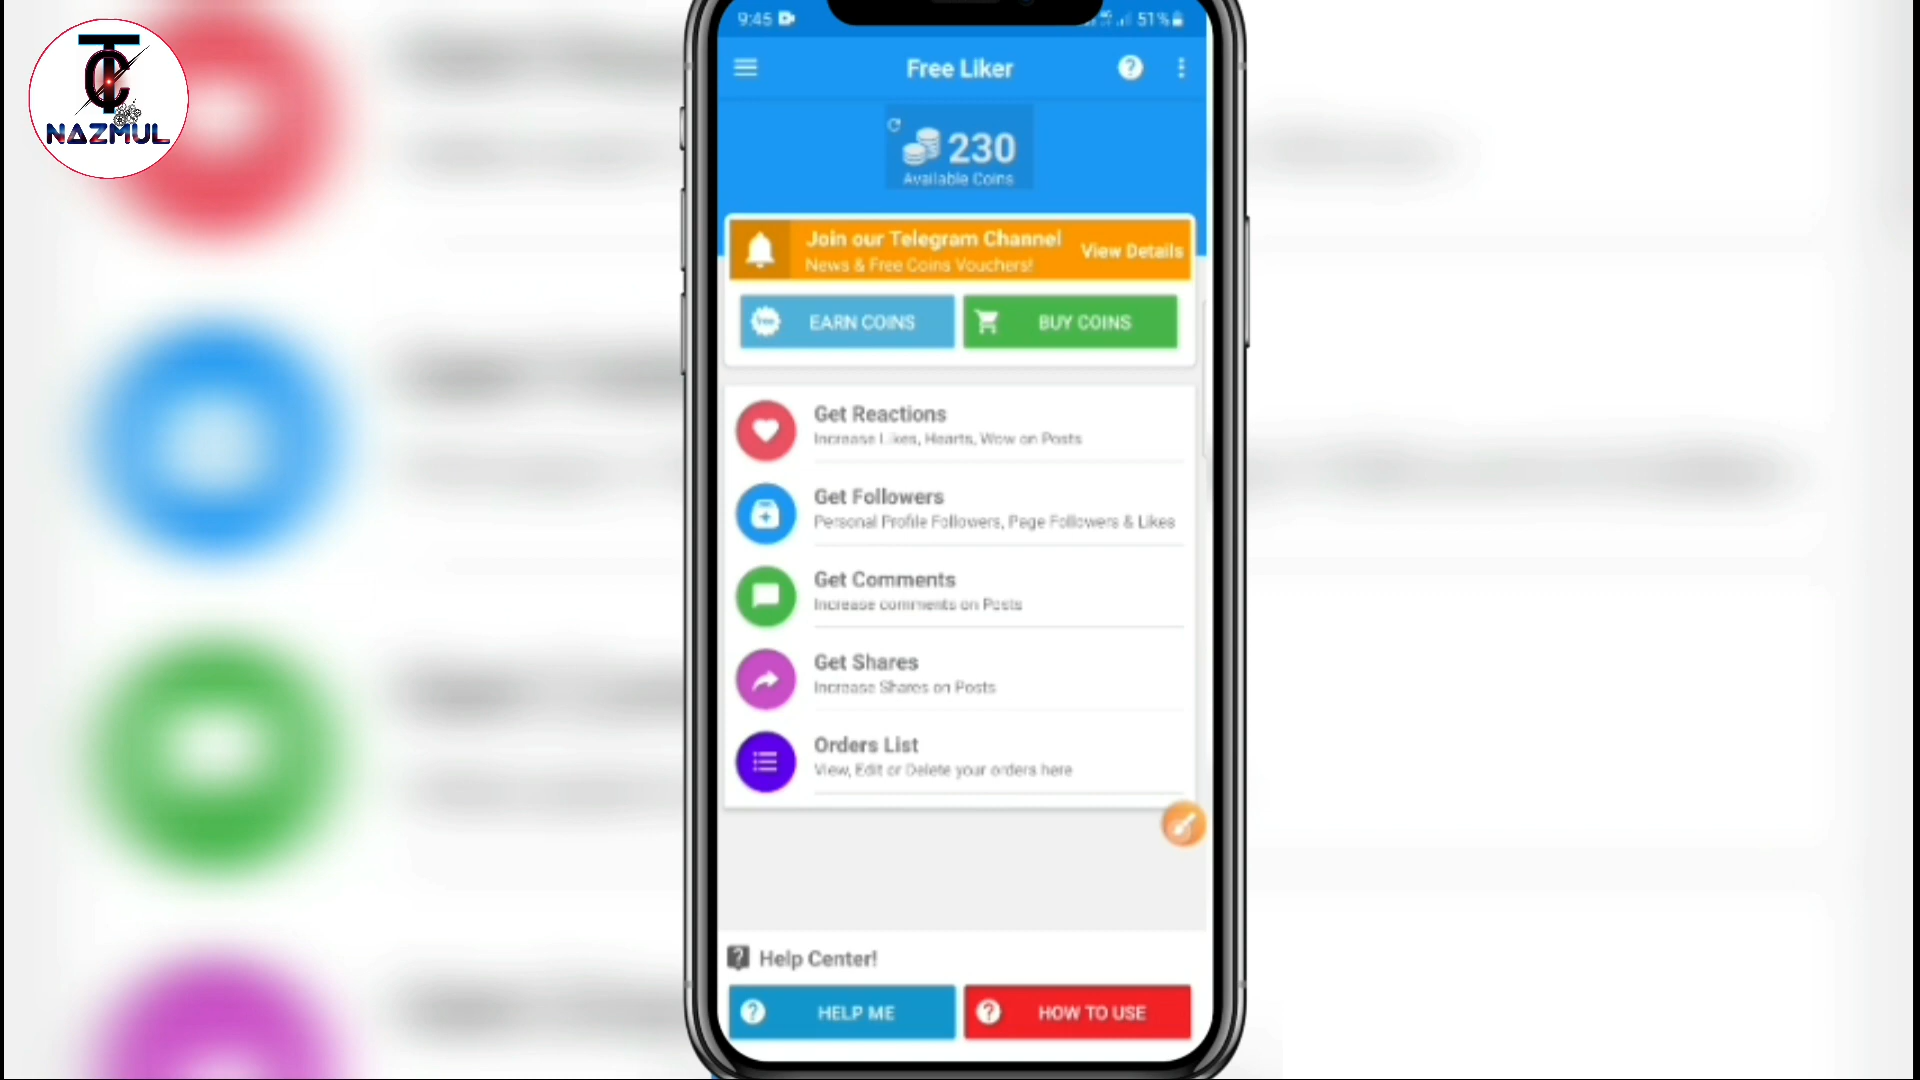 TC
NAZMUL
9:45
51%
Free Liker
230
Available Coins
Join our Telegram Channel
News & Free Coins Vouchers!
View Details
EARN COINS
BUY COINS
Get Reactions
Increase Likes, Hearts, Wow on Posts
Get Followers
Personal Profile Followers, Page Followers & Likes
Get Comments
Increase comments on Posts
Get Shares
Increase Shares on Posts
Orders List
View, Edit or Delete your orders here
Help Center!
HELP ME
HOW TO USE